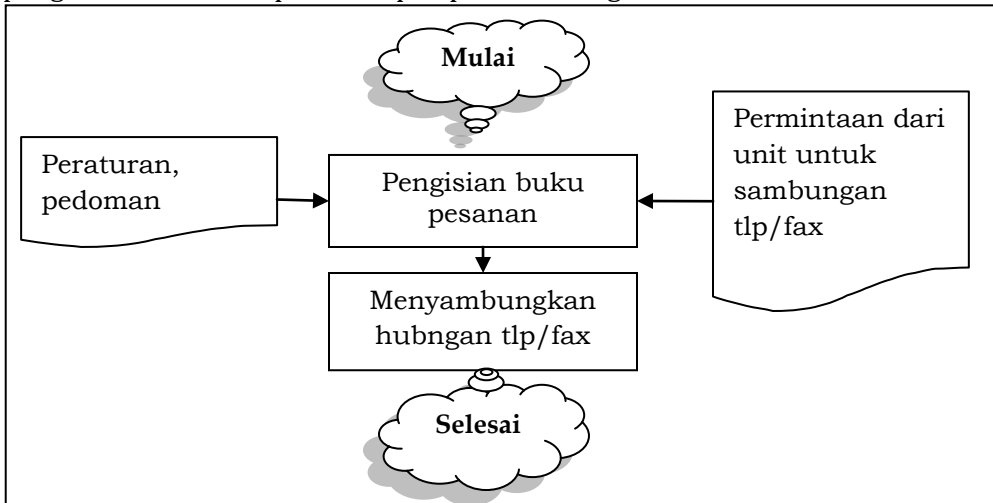 Mulai
Peraturan,
pedoman
Pengisian buku
pesanan
Permintaan dari
unit untuk
sambungan
tlp/fax
Menyambungkan
hubngan tlp/fax
Selesai